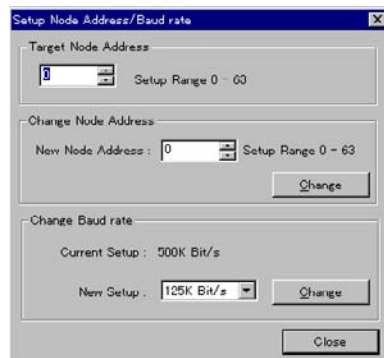 Setup Node Address/Baud rate
Target Node Address
0 Setup Range 0 - 63
Change Node Address
New Node Address : 0 Setup Range 0 - 63
Change
Change Baud rate
Current Setup : 500K Bit/s
New Setup . 125K Bit/s Change
Close